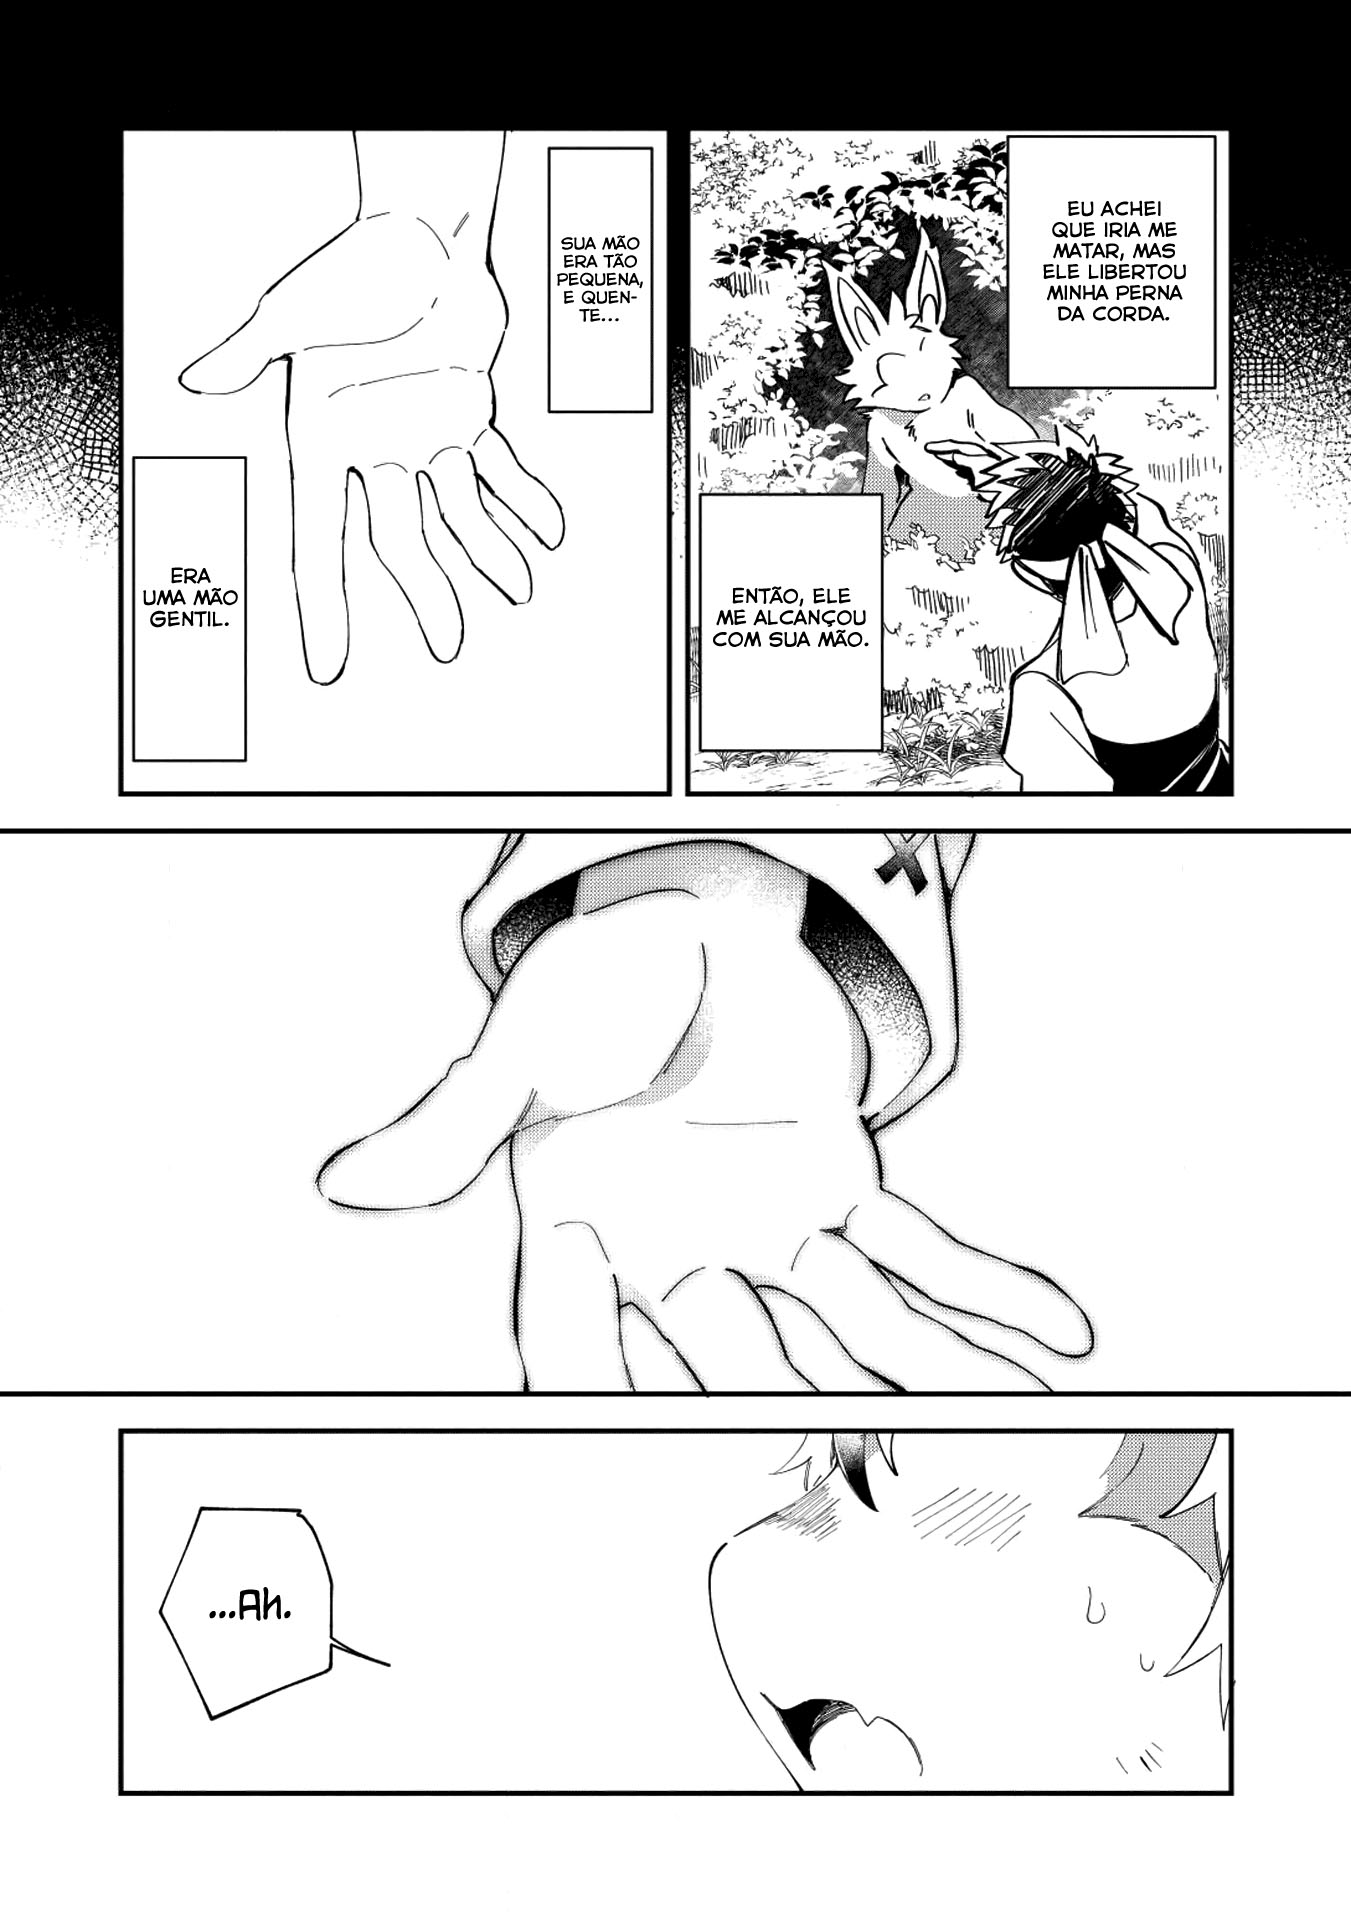 EU ACHEI
QUE IRIA ME
MATAR, MAS
ELE LIBERTOU
MINHA PERNA
DA CORDA.
ENTÃO, ELE
ME ALCANÇOU
COM SUA MÃO.
SUA MÃO
ERA TÃO
PEQUENA,
E QUEN-
TE...
ERA
UMA MÃO
GENTIL.
...AH.